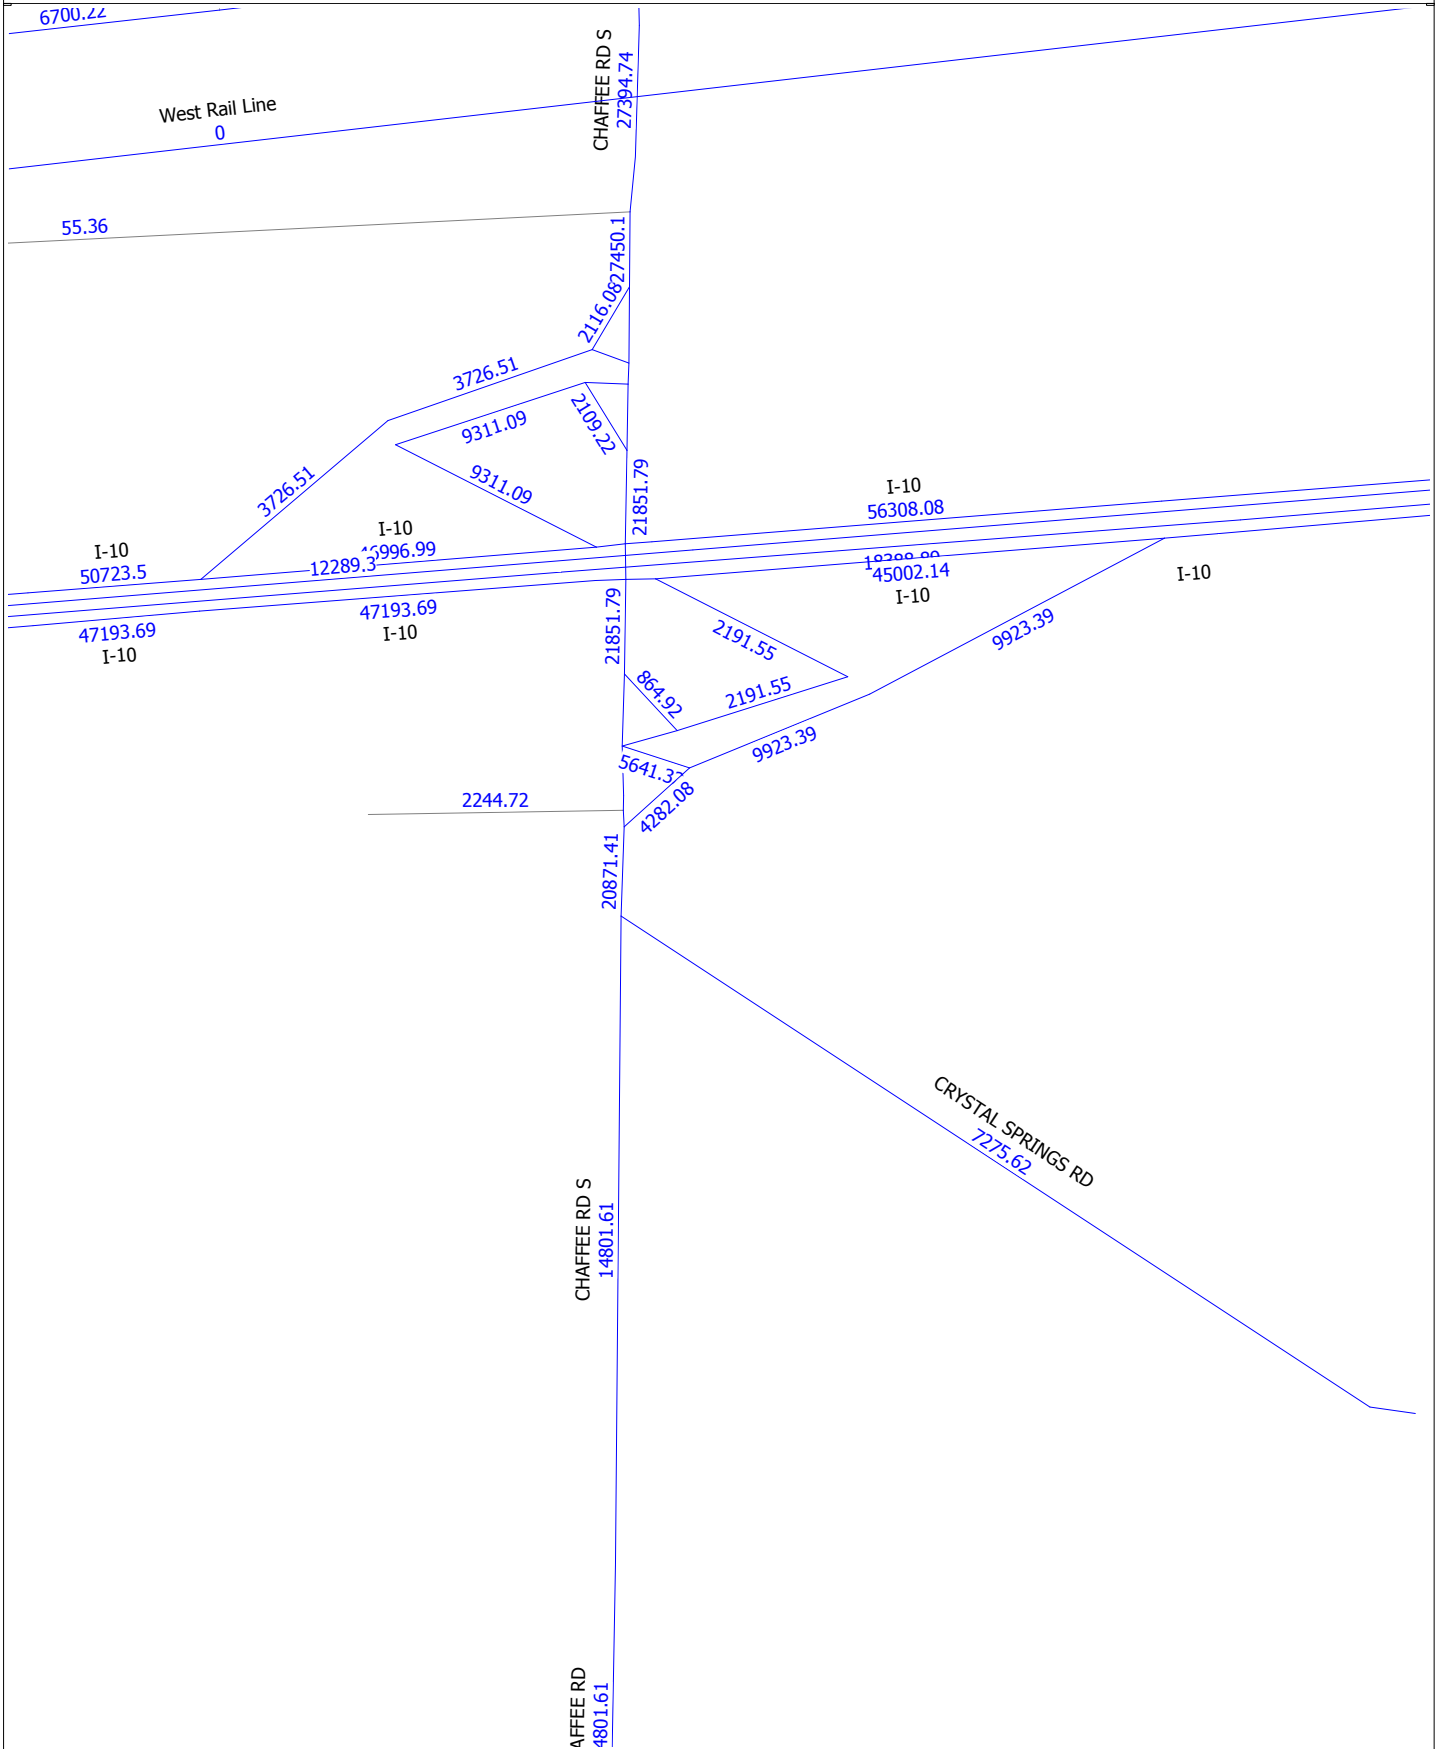 6700.22
CHAFFEE RD S
27394.74
West Rail Line
0
55.36
27450.1
2116.08
3726.51
9311.09
2109.22
3726.51
9311.09
21851.79
I-10
56308.08
I-10
I-10
50723.5
12289.3
45002.14
I-10
I-10
47193.69
I-10
47193.69
I-10
21851.79
2191.55
9923.39
864.92
2191.55
9923.39
4282.08
2244.72
20871.41
CRYSTAL SPRINGS RD
7275.62
CHAFFEE RD S
14801.61
AFFEE RD
4801.61